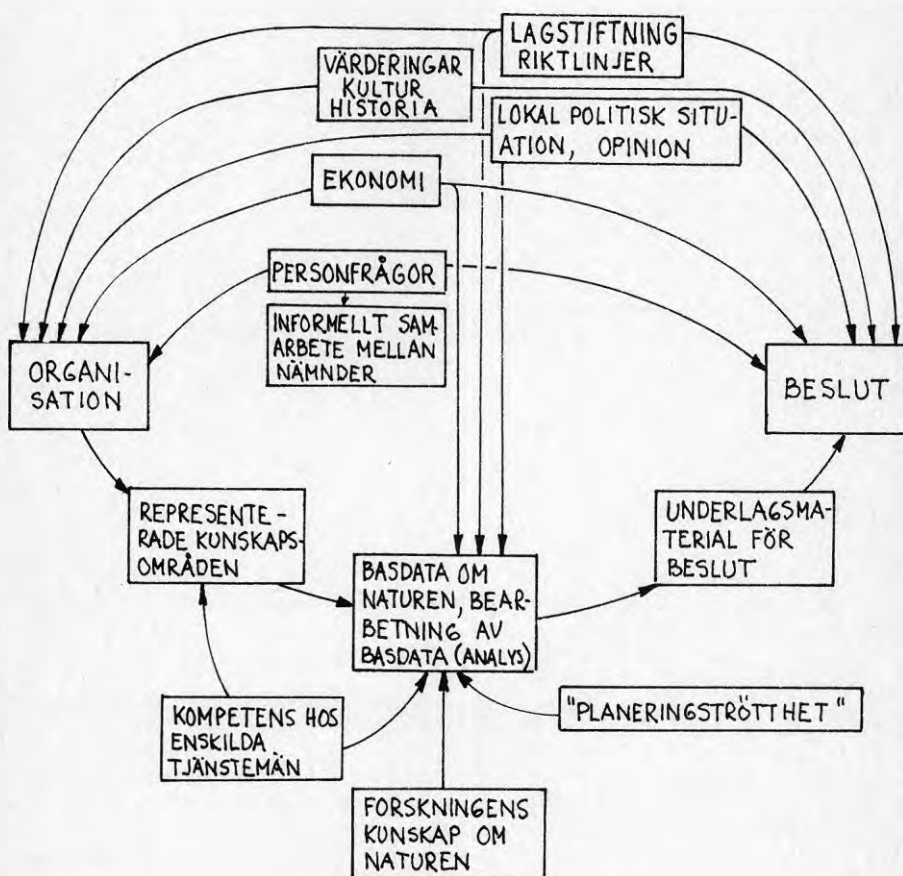 LAGSTIFTNING
RIKTLINJER
VÄRDERINGAR
KULTUR
HISTORIA
LOKAL POLITISK SITU-
ATION, OPINION
EKONOMI
PERSONFRÅGOR
INFORMELLT SAM-
ARBETE MELLAN
NÄMNDER
ORGANI-
SATION
BESLUT
REPRESENTE-
RADE KUNSKAPS-
OMRÅDEN
UNDERLAGSMA-
TERIAL FÖR
BESLUT
BASDATA OM
NATUREN, BEAR-
BETNING AV
BASDATA (ANALYS)
KOMPETENS HOS
ENSKILDA
TJÄNSTEMÄN
"PLANERINGSTRÖTTHET"
FORSKNINGENS
KUNSKAP OM
NATUREN